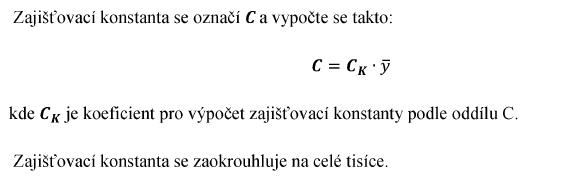 Zajišťovací konstanta se označí C a vypočte se takto:
C = C_K · ȳ
kde C_K je koeficient pro výpočet zajišťovací konstanty podle oddílu C.
Zajišťovací konstanta se zaokrouhluje na celé tisíce.